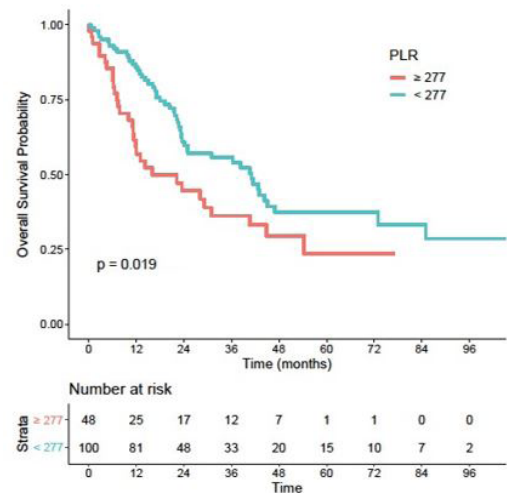 Overall Survival Probability
1.00
0.75
0.50
0.25
0.00
PLR
≥ 277
< 277
p = 0.019
0 12 24 36 48 60 72 84 96
Time (months)
Number at risk
Strata
≥ 277 48 25 17 12 7 1 1 0 0
< 277 100 81 48 33 20 15 10 7 2
0 12 24 36 48 60 72 84 96
Time